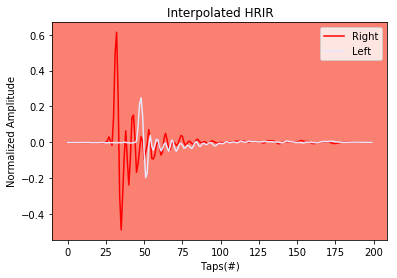 Interpolated HRIR
Right
Left
Normalized Amplitude
0.6
0.4
0.2
0.0
−0.2
−0.4
0 25 50 75 100 125 150 175 200
Taps(#)